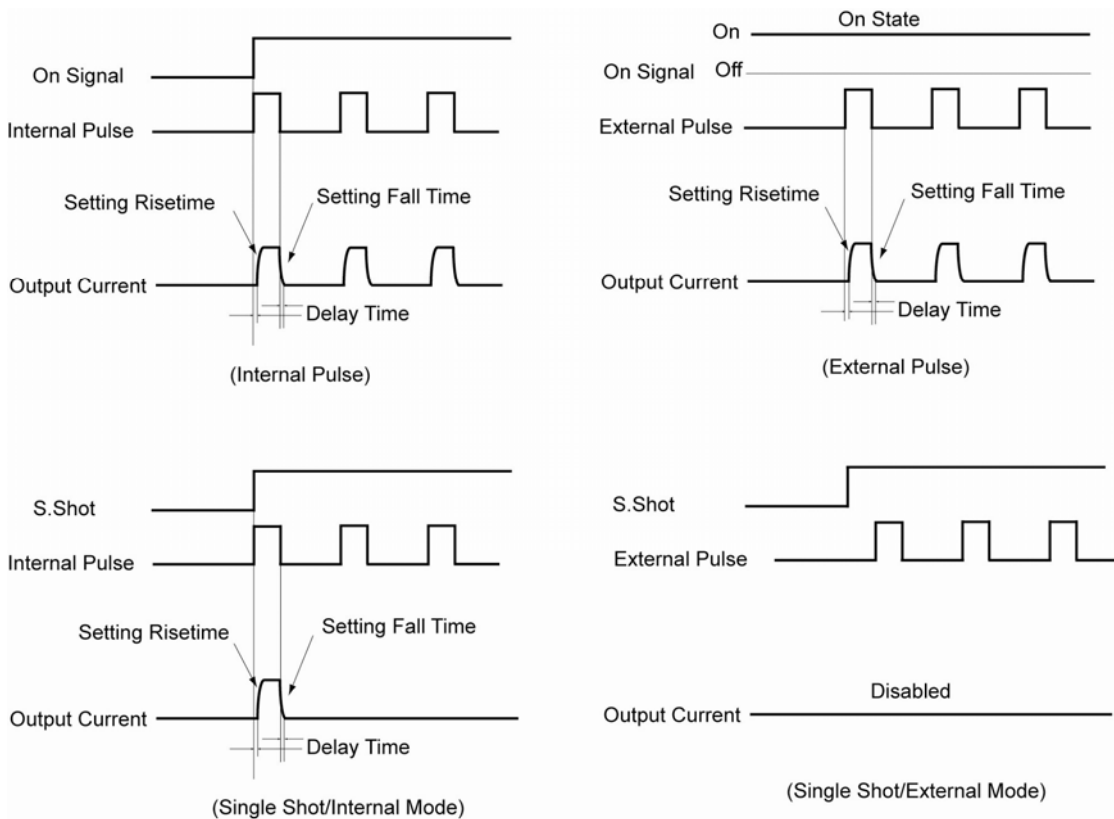 On Signal
Internal Pulse
Setting Risetime
Setting Fall Time
Output Current
Delay Time
(Internal Pulse)
On State
On
On Signal
Off
External Pulse
Setting Risetime
Setting Fall Time
Output Current
Delay Time
(External Pulse)
S.Shot
Internal Pulse
Setting Risetime
Setting Fall Time
Output Current
Delay Time
(Single Shot/Internal Mode)
S.Shot
External Pulse
Disabled
Output Current
(Single Shot/External Mode)